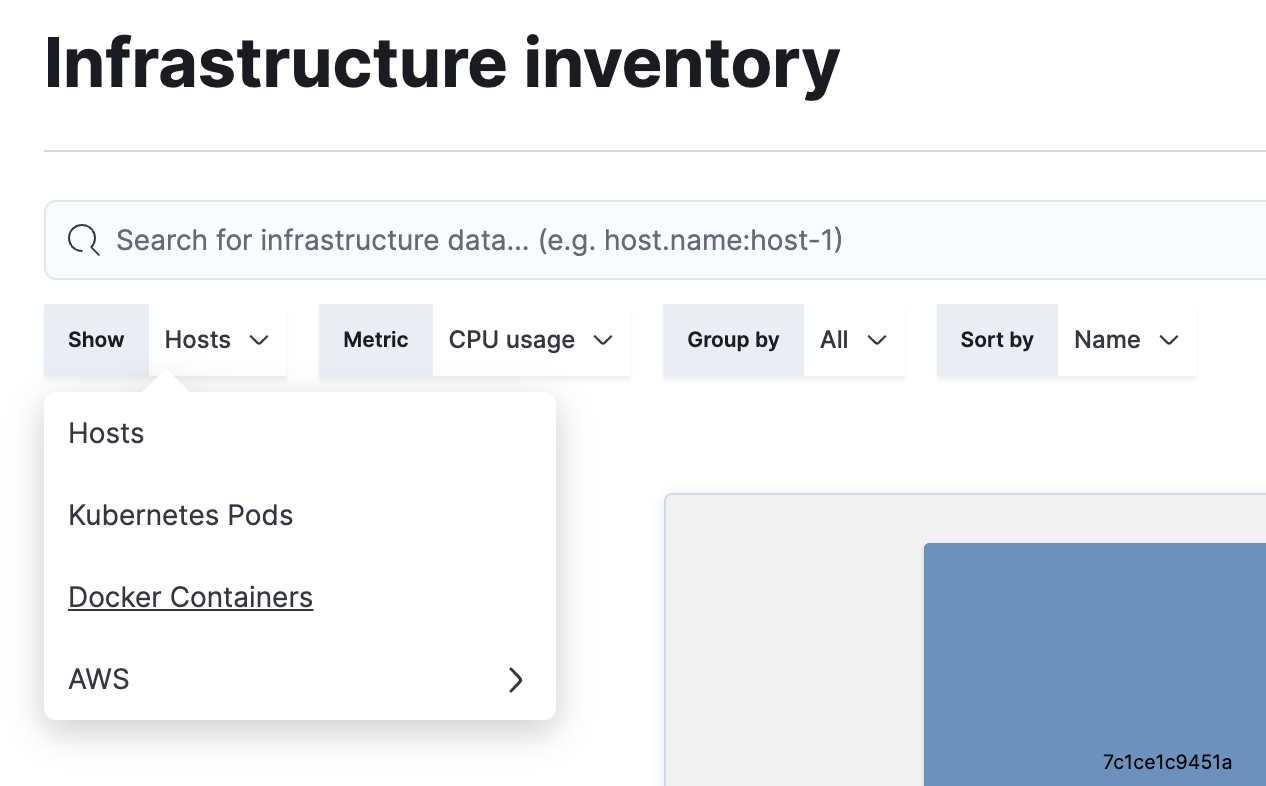 Infrastructure inventory
Search for infrastructure data... (e.g. host.name:host-1)
Show Hosts Metric CPU usage Group by All Sort by Name
Hosts
Kubernetes Pods
Docker Containers
AWS
7c1ce1c9451a